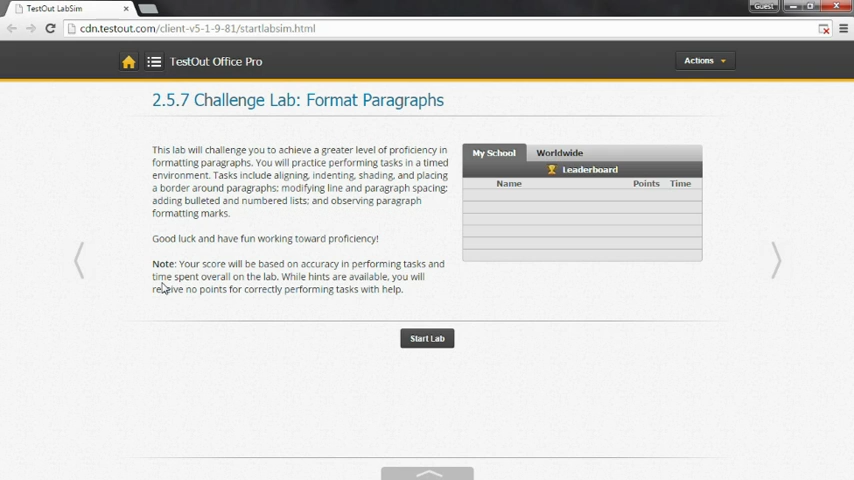 TestOut LabSim
Guest
cdn.testout.com/client-v5-1-9-81/startlabsim.html
TestOut Office Pro
Actions
2.5.7 Challenge Lab: Format Paragraphs
This lab will challenge you to achieve a greater level of proficiency in
formatting paragraphs. You will practice performing tasks in a timed
environment. Tasks include aligning, indenting, shading, and placing
a border around paragraphs; modifying line and paragraph spacing;
adding bulleted and numbered lists; and observing paragraph
formatting marks.
Good luck and have fun working toward proficiency!
Note: Your score will be based on accuracy in performing tasks and
time spent overall on the lab. While hints are available, you will
receive no points for correctly performing tasks with help.
My School Worldwide
Leaderboard
Name Points Time
Start Lab